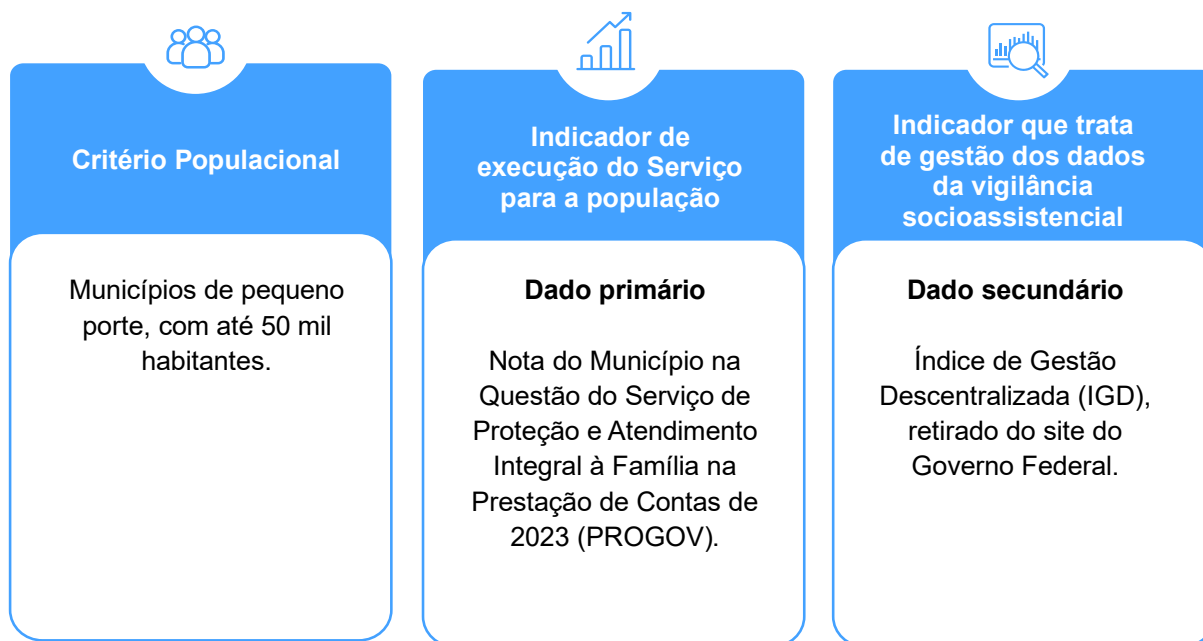 Critério Populacional
Municípios de pequeno
porte, com até 50 mil
habitantes.
Indicador de
execução do Serviço
para a população
Dado primário
Nota do Município na
Questão do Serviço de
Proteção e Atendimento
Integral à Família na
Prestação de Contas de
2023 (PROGOV).
Indicador que trata
de gestão dos dados
da vigilância
socioassistencial
Dado secundário
Índice de Gestão
Descentralizada (IGD),
retirado do site do
Governo Federal.